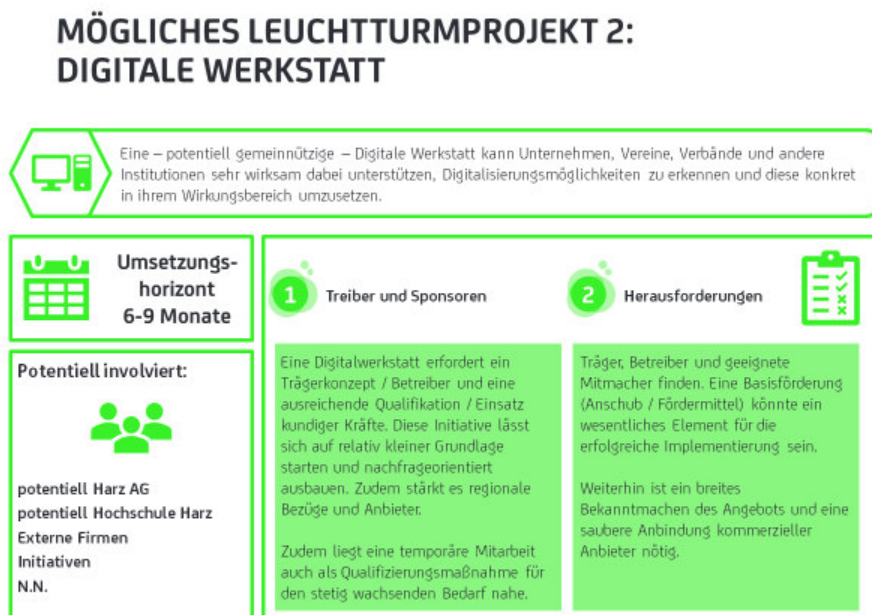 MÖGLICHES LEUCHTTURMPROJEKT 2:
DIGITALE WERKSTATT
Eine – potentiell gemeinnützige – Digitale Werkstatt kann Unternehmen, Vereine, Verbände und andere
Institutionen sehr wirksam dabei unterstützen, Digitalisierungsmöglichkeiten zu erkennen und diese konkret
in ihrem Wirkungsbereich umzusetzen.
Umsetzungs-
horizont
6-9 Monate
Potentiell involviert:
potentiell Harz AG
potentiell Hochschule Harz
Externe Firmen
Initiativen
N.N.
1 Treiber und Sponsoren
Eine Digitalwerkstatt erfordert ein
Trägerkonzept / Betreiber und eine
ausreichende Qualifikation / Einsatz
kundiger Kräfte. Diese Initiative lässt
sich auf relativ kleiner Grundlage
starten und nachfrageorientiert
ausbauen. Zudem stärkt es regionale
Bezüge und Anbieter.
Zudem liegt eine temporäre Mitarbeit
auch als Qualifizierungsmaßnahme für
den stetig wachsenden Bedarf nahe.
2 Herausforderungen
Träger, Betreiber und geeignete
Mitmacher finden. Eine Basisförderung
(Anschub / Fördermittel) könnte ein
wesentliches Element für die
erfolgreiche Implementierung sein.
Weiterhin ist ein breites
Bekanntmachen des Angebots und eine
saubere Anbindung kommerzieller
Anbieter nötig.